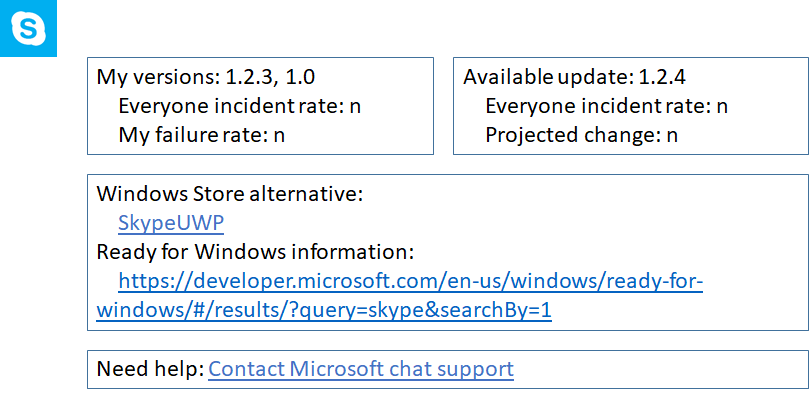 S
My versions: 1.2.3, 1.0
Everyone incident rate: n
My failure rate: n
Available update: 1.2.4
Everyone incident rate: n
Projected change: n
Windows Store alternative:
SkypeUWP
Ready for Windows information:
https://developer.microsoft.com/en-us/windows/ready-for-
windows/#/results/?query=skype&searchBy=1
Need help: Contact Microsoft chat support